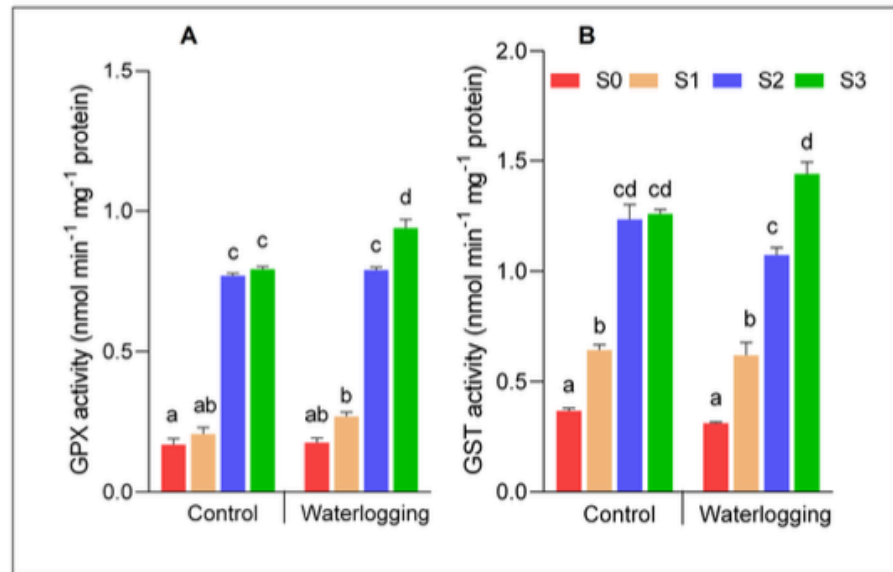 A
GPX activity (nmol min⁻¹ mg⁻¹ protein)
1.5
1.0
0.5
0.0
a
ab
c
c
ab
b
c
d
Control
Waterlogging
B
GST activity (nmol min⁻¹ mg⁻¹ protein)
2.0
1.5
1.0
0.5
0.0
S0 S1 S2 S3
a
b
cd
cd
a
b
c
d
Control
Waterlogging